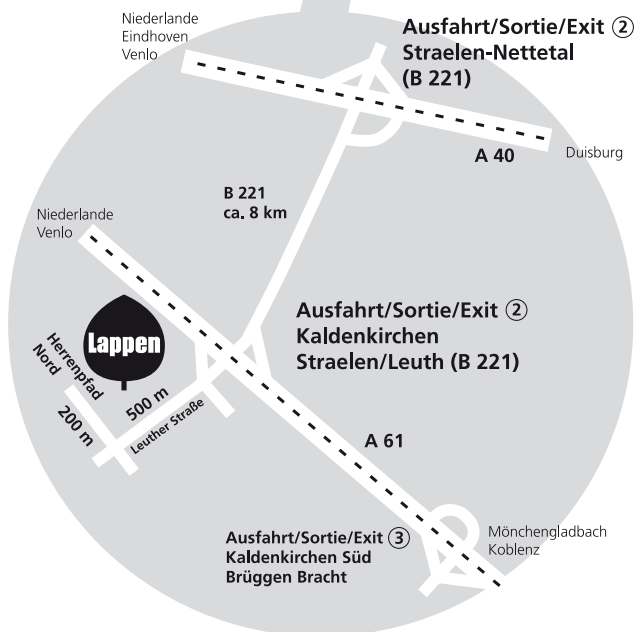 Niederlande
Eindhoven
Venlo
Ausfahrt/Sortie/Exit ②
Straelen-Nettetal
(B 221)
A 40
Duisburg
B 221
ca. 8 km
Niederlande
Venlo
Ausfahrt/Sortie/Exit ②
Kaldenkirchen
Straelen/Leuth (B 221)
Lappen
Herrenpfad
Nord
200 m
500 m
Leuther Straße
A 61
Ausfahrt/Sortie/Exit ③
Kaldenkirchen Süd
Brüggen Bracht
Mönchengladbach
Koblenz